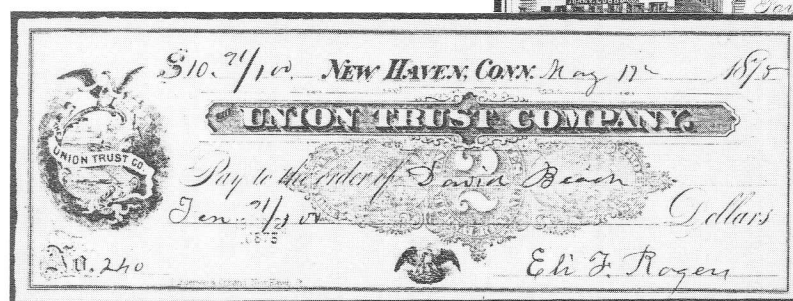 $10.71/100 NEW HAVEN, CONN. May 17 1875
UNION TRUST COMPANY.
UNION TRUST CO.
Pay to the order of David Beach
Ten 71/100 Dollars
No. 240
Eli F. Rogers